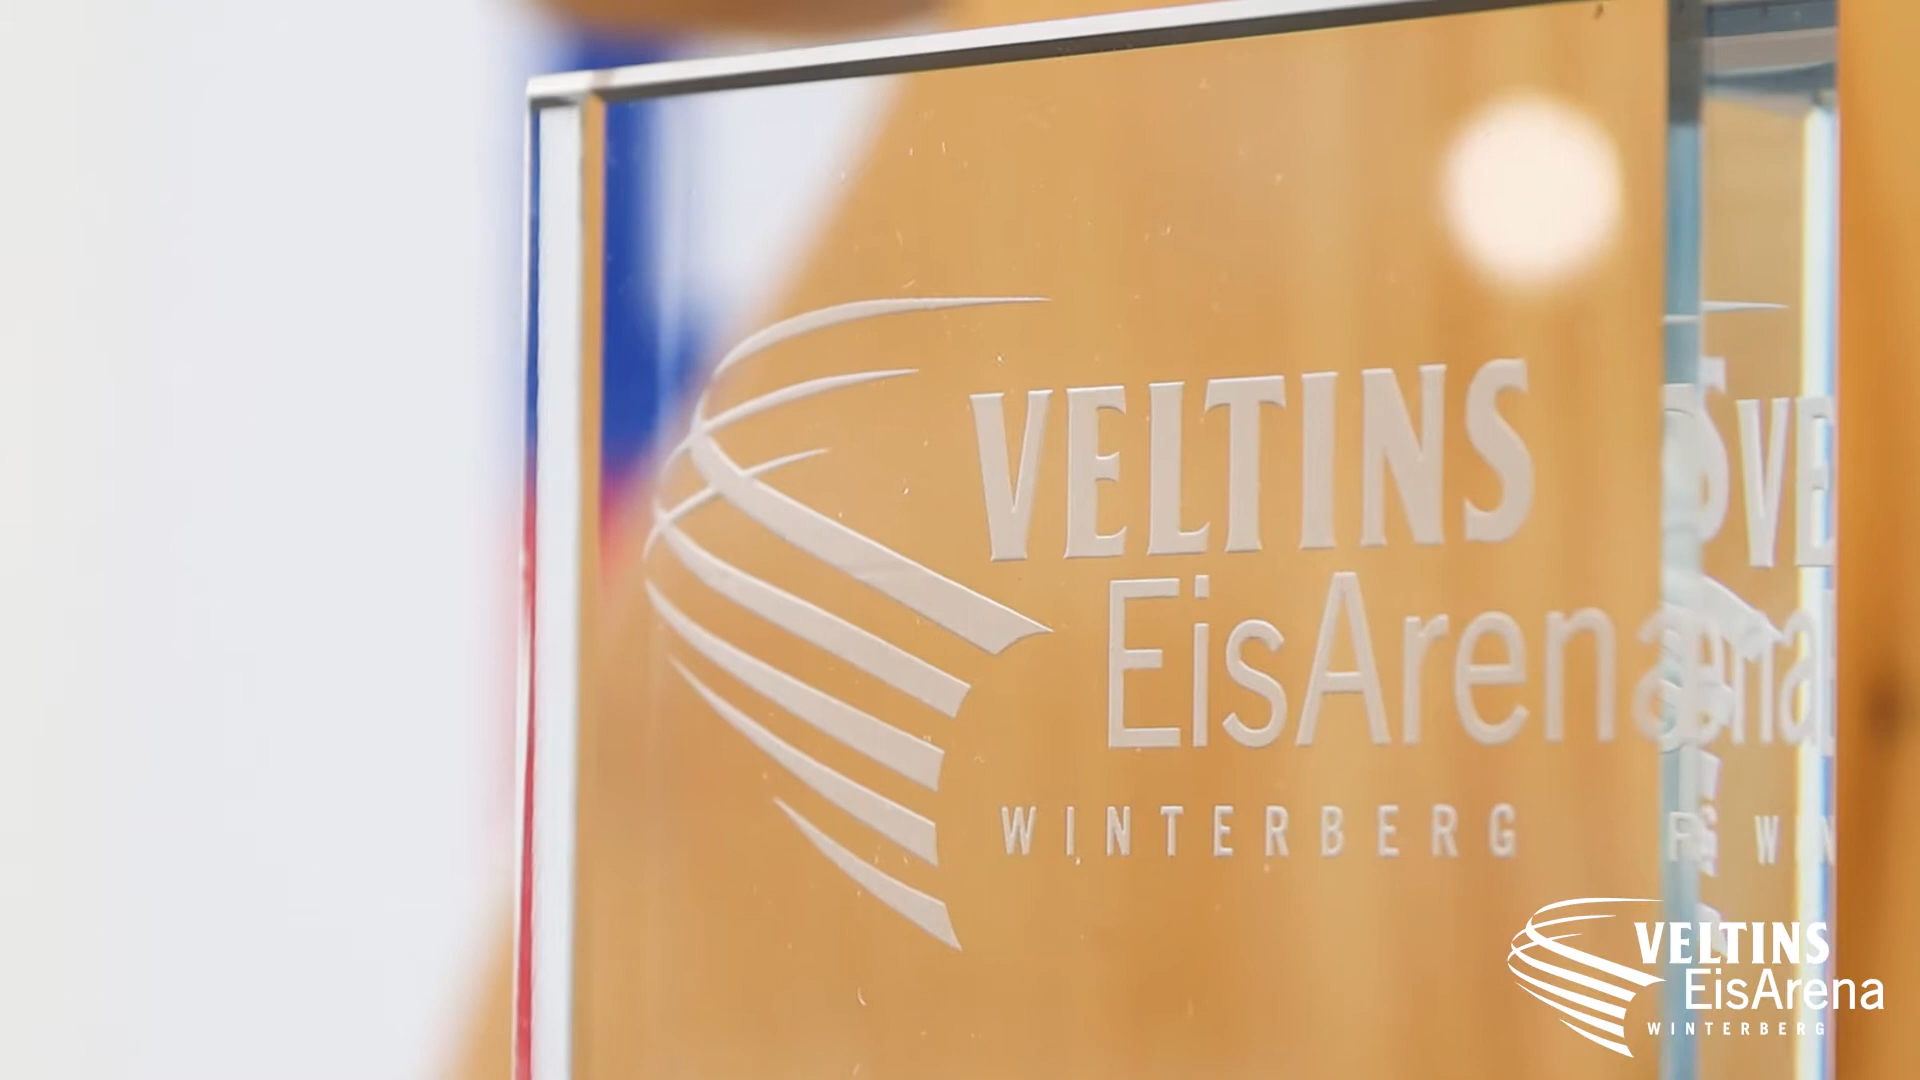 VELTINS
EisArena
WINTERBERG
VELTINS
EisArena
WINTERBERG